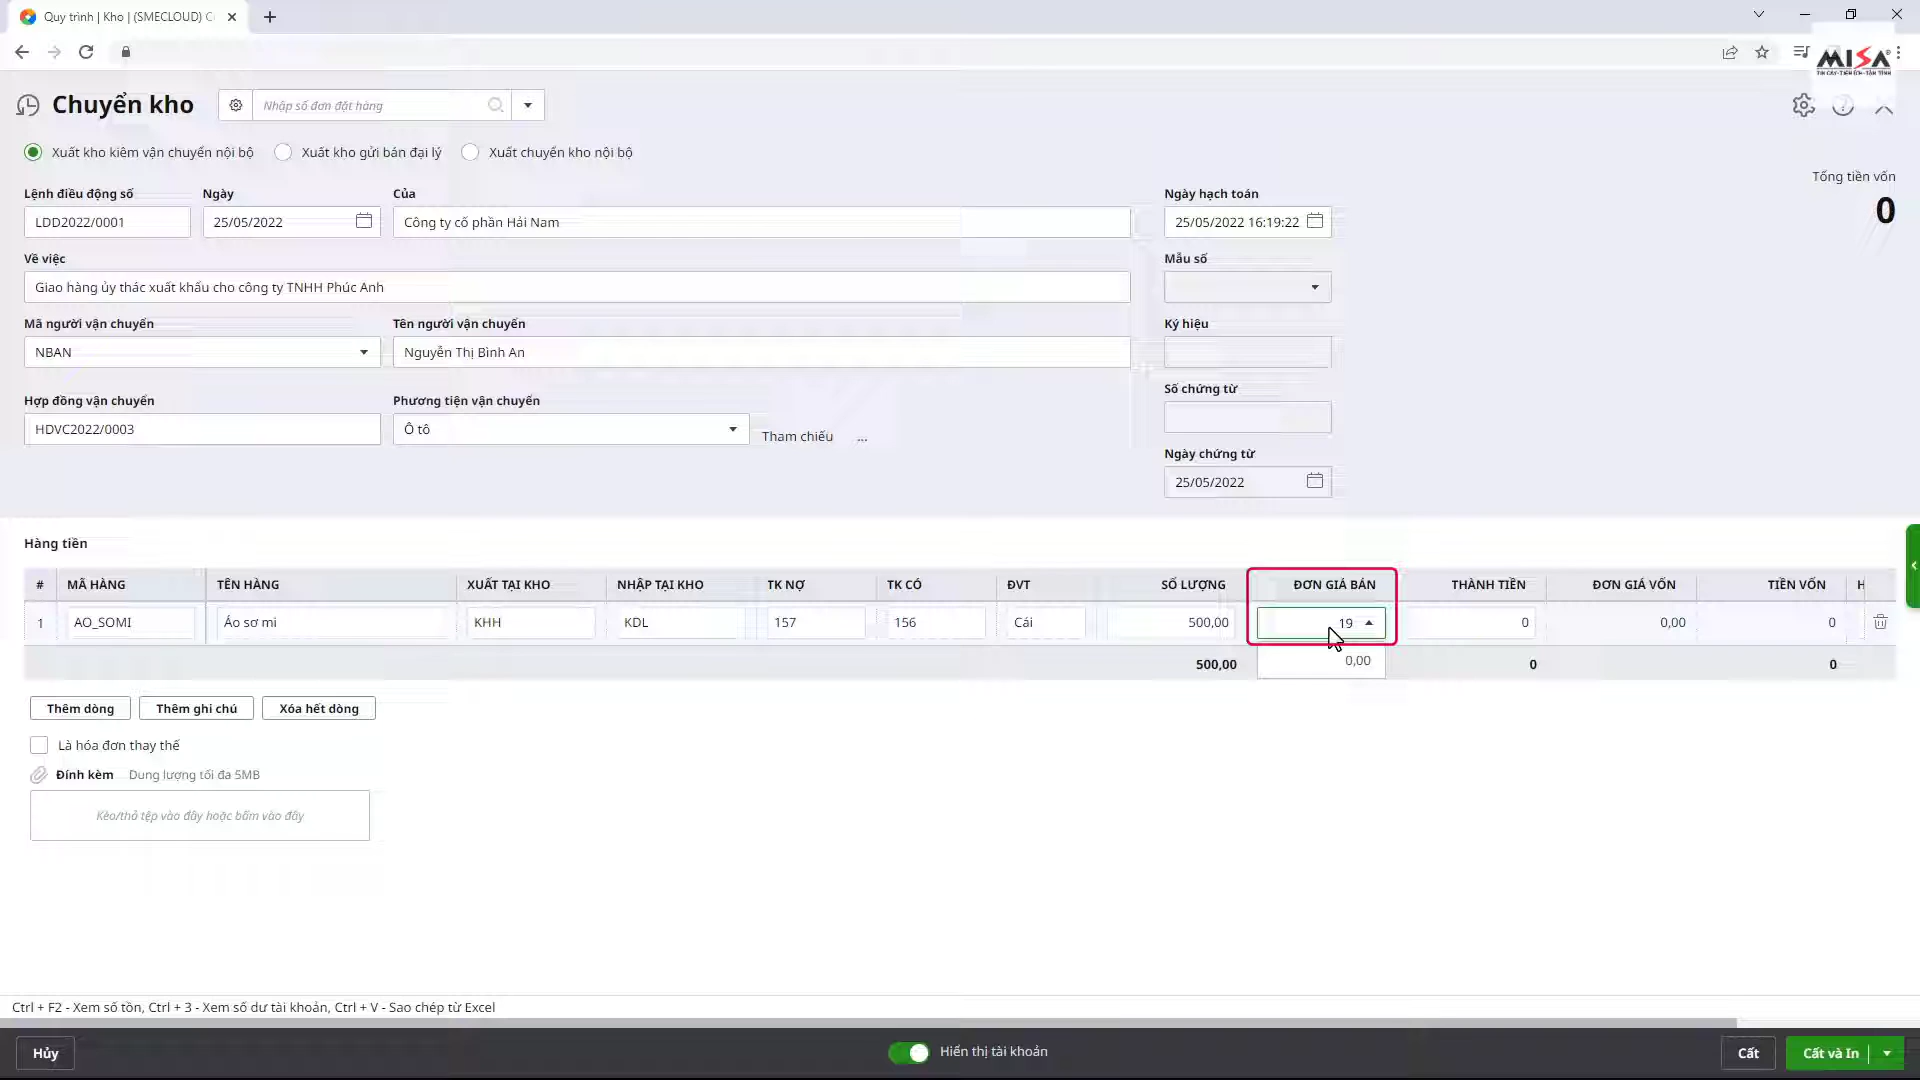 Quy trình | Kho | (SMECLOUD) C
MISA
TIN CẬY-TIỆN ÍCH-TẬN TÌNH
Chuyển kho
Nhập số đơn đặt hàng
Xuất kho kiêm vận chuyển nội bộ
Xuất kho gửi bán đại lý
Xuất chuyển kho nội bộ
Tổng tiền vốn
0
Lệnh điều động số
Ngày
Của
Ngày hạch toán
LDD2022/0001
25/05/2022
Công ty cổ phần Hải Nam
25/05/2022 16:19:22
Về việc
Mẫu số
Giao hàng ủy thác xuất khẩu cho công ty TNHH Phúc Anh
Mã người vận chuyển
Tên người vận chuyển
Ký hiệu
NBAN
Nguyễn Thị Bình An
Số chứng từ
Hợp đồng vận chuyển
Phương tiện vận chuyển
HDVC2022/0003
Ô tô
Tham chiếu ...
Ngày chứng từ
25/05/2022
Hàng tiền
# MÃ HÀNG TÊN HÀNG XUẤT TẠI KHO NHẬP TẠI KHO TK NỢ TK CÓ ĐVT SỐ LƯỢNG ĐƠN GIÁ BÁN THÀNH TIỀN ĐƠN GIÁ VỐN TIỀN VỐN H
1 AO_SOMI Áo sơ mi KHH KDL 157 156 Cái 500,00 19 0 0,00 0
500,00 0,00 0 0
Thêm dòng
Thêm ghi chú
Xóa hết dòng
Là hóa đơn thay thế
Đính kèm Dung lượng tối đa 5MB
Kéo/thả tệp vào đây hoặc bấm vào đây
Ctrl + F2 - Xem số tồn, Ctrl + 3 - Xem số dư tài khoản, Ctrl + V - Sao chép từ Excel
Hủy
Hiển thị tài khoản
Cất
Cất và In